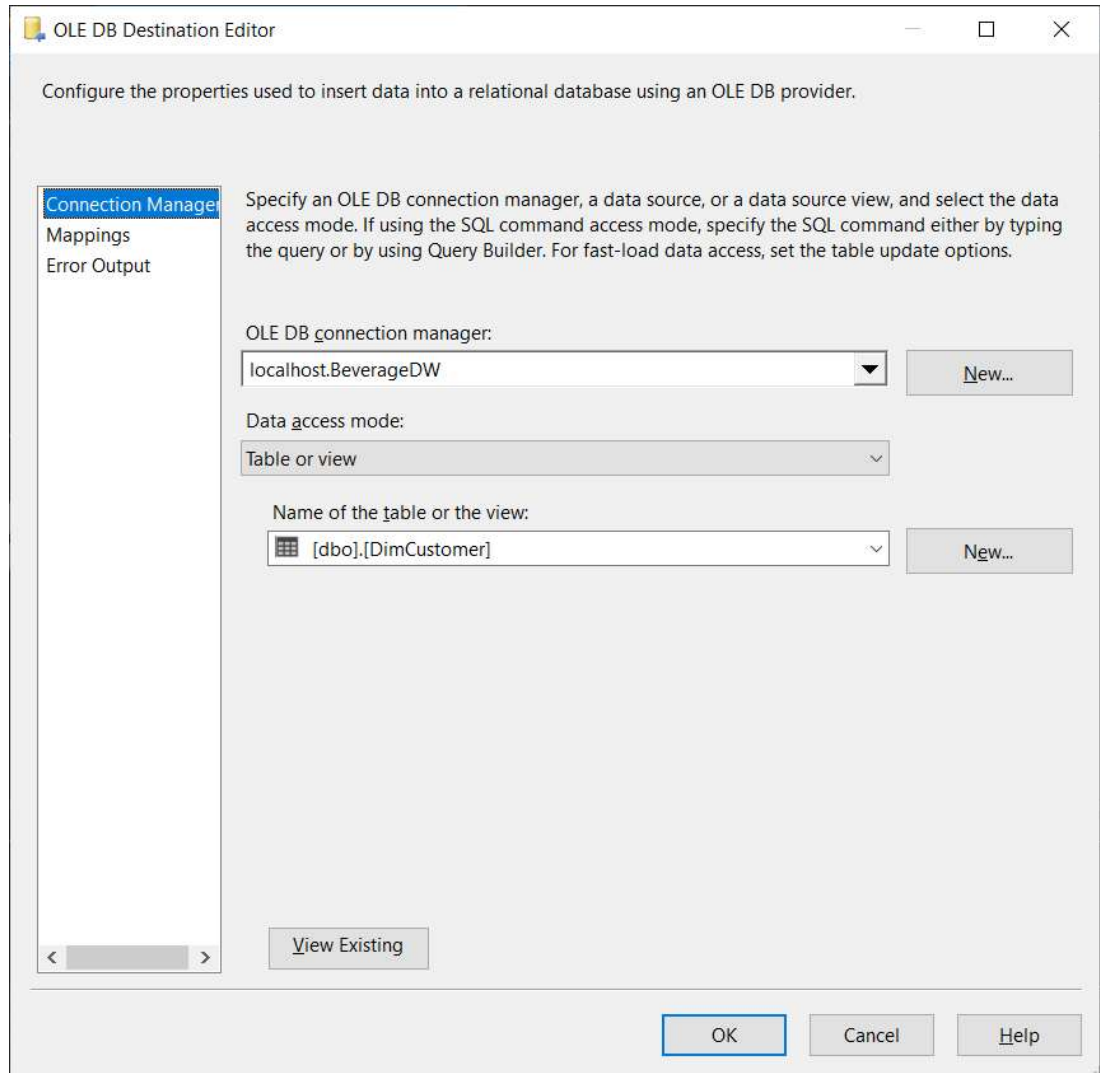 OLE DB Destination Editor
Configure the properties used to insert data into a relational database using an OLE DB provider.
Connection Manager
Mappings
Error Output
Specify an OLE DB connection manager, a data source, or a data source view, and select the data
access mode. If using the SQL command access mode, specify the SQL command either by typing
the query or by using Query Builder. For fast-load data access, set the table update options.
OLE DB connection manager:
localhost.BeverageDW
New...
Data access mode:
Table or view
Name of the table or the view:
[dbo].[DimCustomer]
New...
View Existing
OK
Cancel
Help